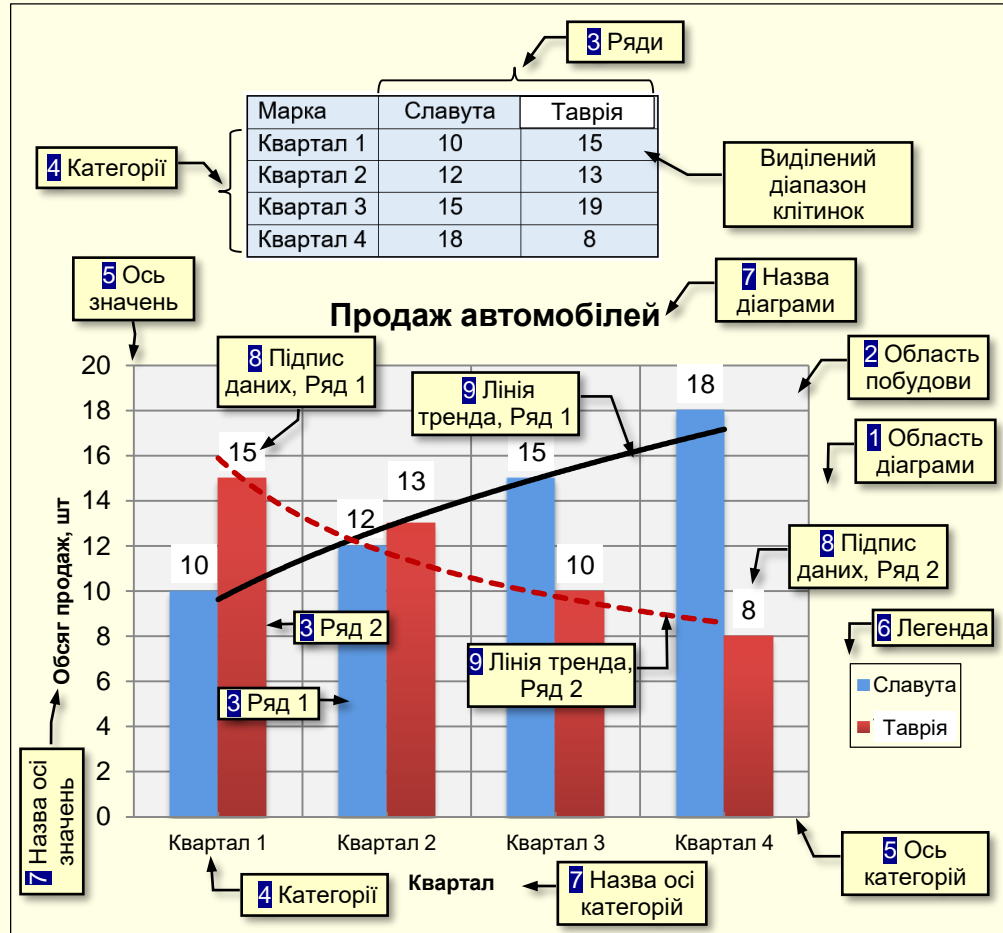 3 Ряди
Марка Славута Таврія
Квартал 1 10 15
Квартал 2 12 13
Квартал 3 15 19
Квартал 4 18 8
4 Категорії
Виділений
діапазон
клітинок
5 Ось
значень
7 Назва
діаграми
Продаж автомобілей
8 Підпис
даних, Ряд 1
9 Лінія
тренда, Ряд 1
2 Область
побудови
1 Область
діаграми
8 Підпис
даних, Ряд 2
6 Легенда
Славута
Таврія
20
18
16
14
12
10
8
6
4
2
0
10
15
12
13
15
10
18
8
3 Ряд 2
3 Ряд 1
9 Лінія тренда,
Ряд 2
Обсяг продаж, шт
7 Назва осі
значень
Квартал 1 Квартал 2 Квартал 3 Квартал 4
4 Категорії
Квартал
7 Назва осі
категорій
5 Ось
категорій